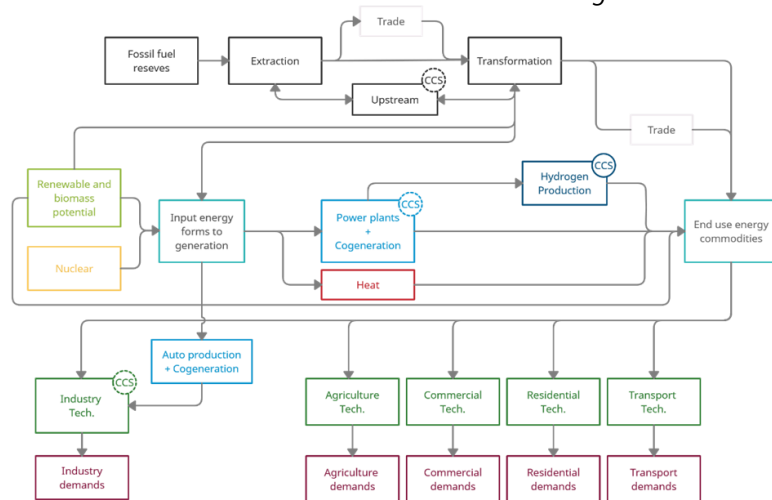 Trade
Fossil fuel
reseves
Extraction
Transformation
CCS
Upstream
Trade
CCS
Hydrogen
Production
Renewable and
biomass
potential
CCS
Input energy
forms to
generation
Power plants
+
Cogeneration
End use energy
commodities
Nuclear
Heat
Auto production
+ Cogeneration
CCS
Industry
Tech.
Agriculture
Tech.
Commercial
Tech.
Residential
Tech.
Transport
Tech.
Industry
demands
Agriculture
demands
Commercial
demands
Residential
demands
Transport
demands